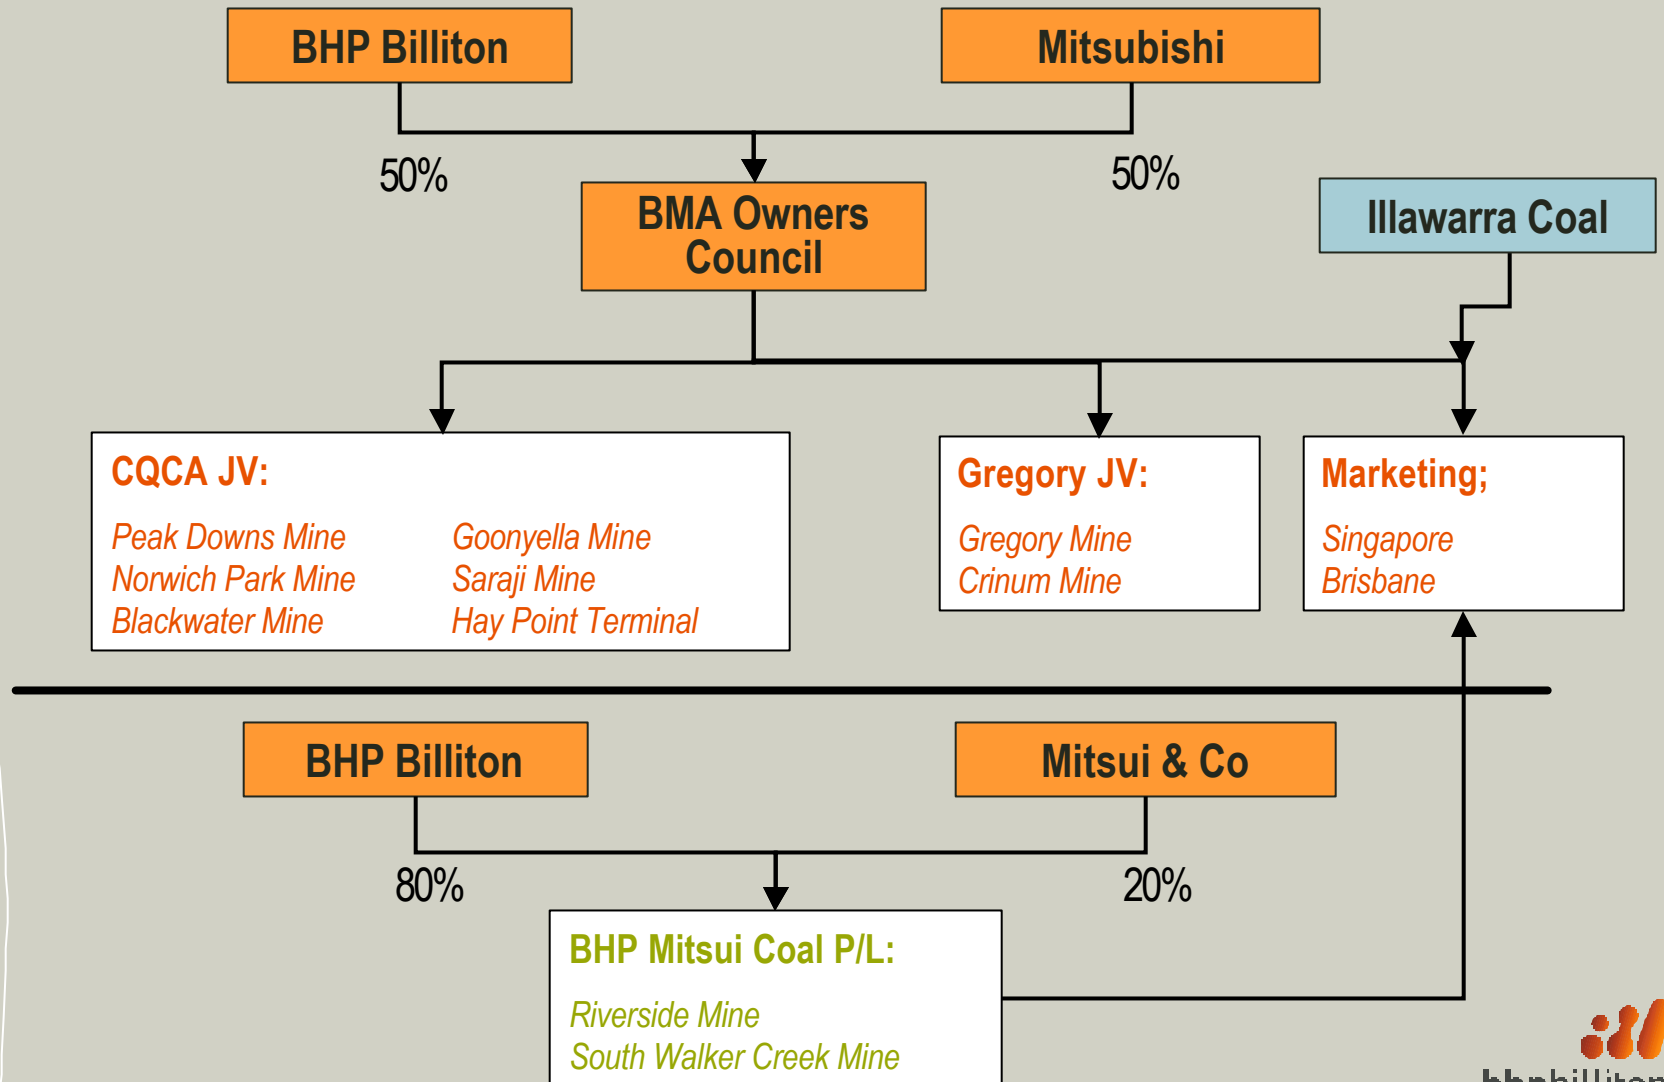 BHP Billiton
Mitsubishi
50%
50%
BMA Owners
Council
Illawarra Coal
CQCA JV:
Peak Downs Mine
Goonyella Mine
Norwich Park Mine
Saraji Mine
Blackwater Mine
Hay Point Terminal
Gregory JV:
Gregory Mine
Crinum Mine
Marketing;
Singapore
Brisbane
BHP Billiton
Mitsui & Co
80%
20%
BHP Mitsui Coal P/L:
Riverside Mine
South Walker Creek Mine
bhpbilliton